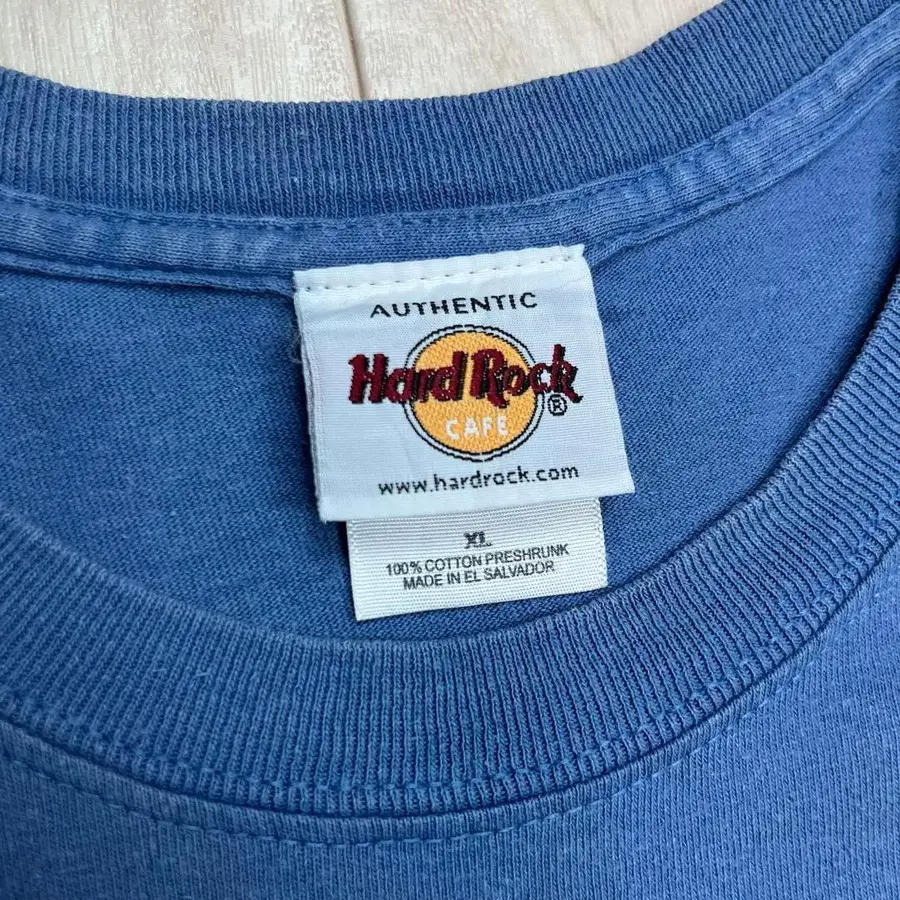 AUTHENTIC
Hard Rock
®
CAFE
www.hardrock.com
XL
100% COTTON PRESHRUNK
MADE IN EL SALVADOR